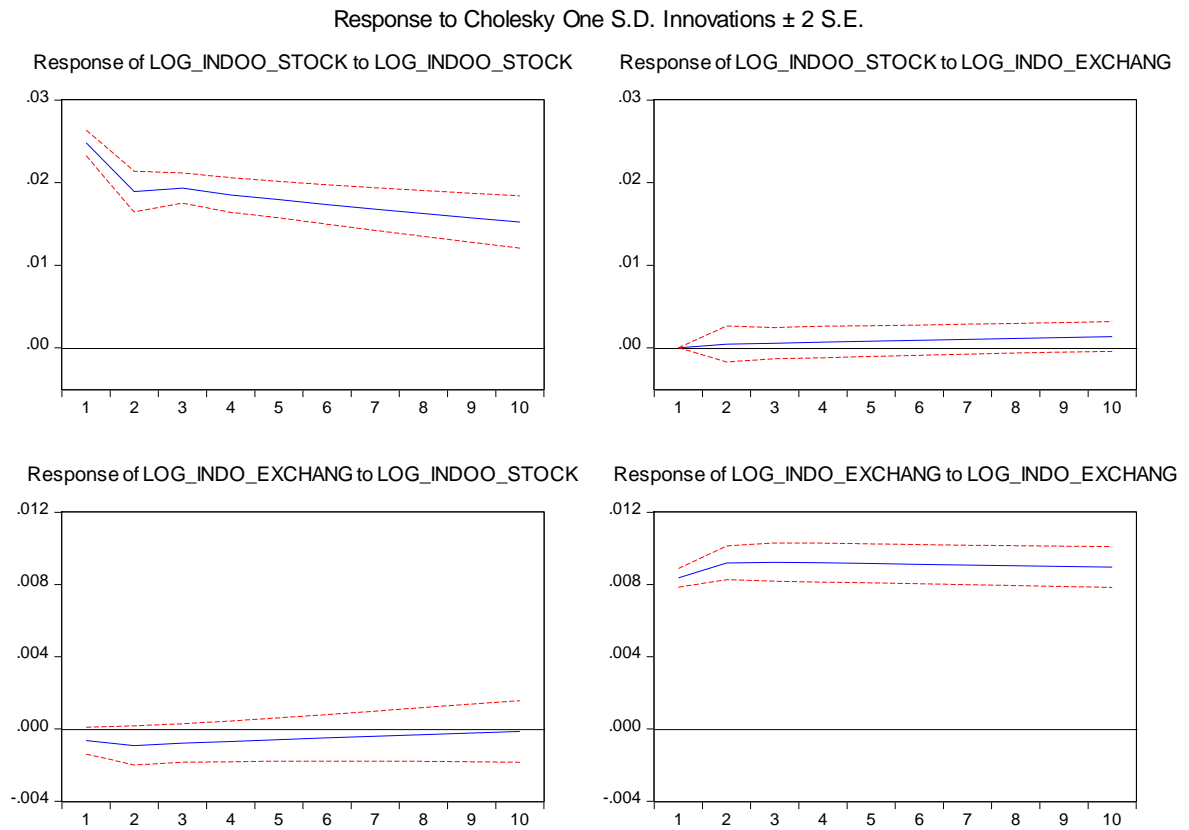 Response to Cholesky One S.D. Innovations ± 2 S.E.
Response of LOG_INDOO_STOCK to LOG_INDOO_STOCK
.03
.02
.01
.00
1 2 3 4 5 6 7 8 9 10
Response of LOG_INDOO_STOCK to LOG_INDO_EXCHANG
.03
.02
.01
.00
1 2 3 4 5 6 7 8 9 10
Response of LOG_INDO_EXCHANG to LOG_INDOO_STOCK
.012
.008
.004
.000
-.004
1 2 3 4 5 6 7 8 9 10
Response of LOG_INDO_EXCHANG to LOG_INDO_EXCHANG
.012
.008
.004
.000
-.004
1 2 3 4 5 6 7 8 9 10